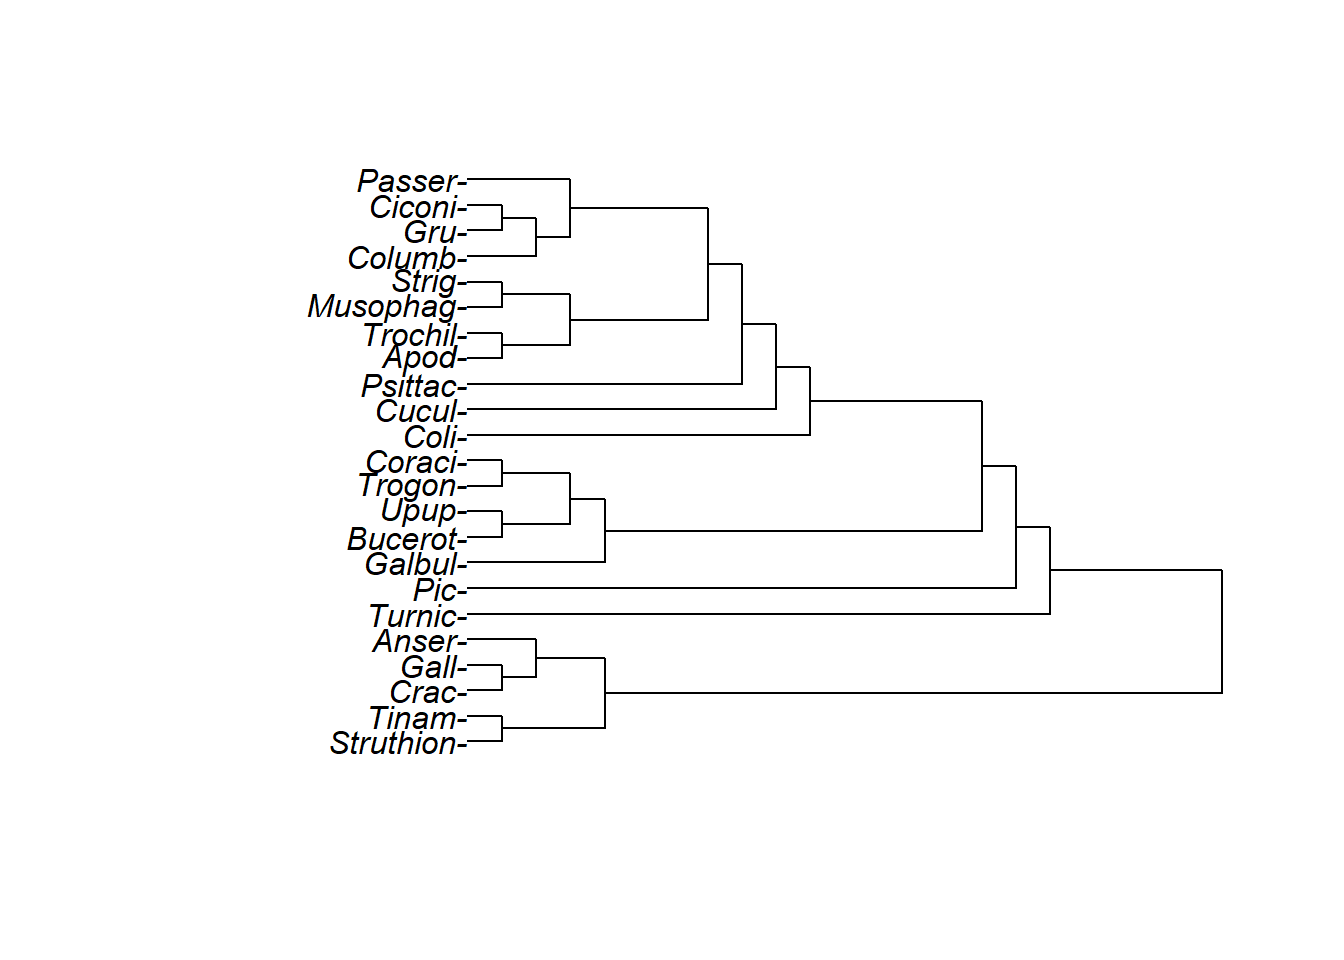 Passer-
Ciconi-
Gru-
Columb-
Strig-
Musophag-
Trochil-
Apod-
Psittac-
Cucul-
Coli-
Coraci-
Trogon-
Upup-
Bucerot-
Galbul-
Pic-
Turnic-
Anser-
Gall-
Crac-
Tinam-
Struthion-